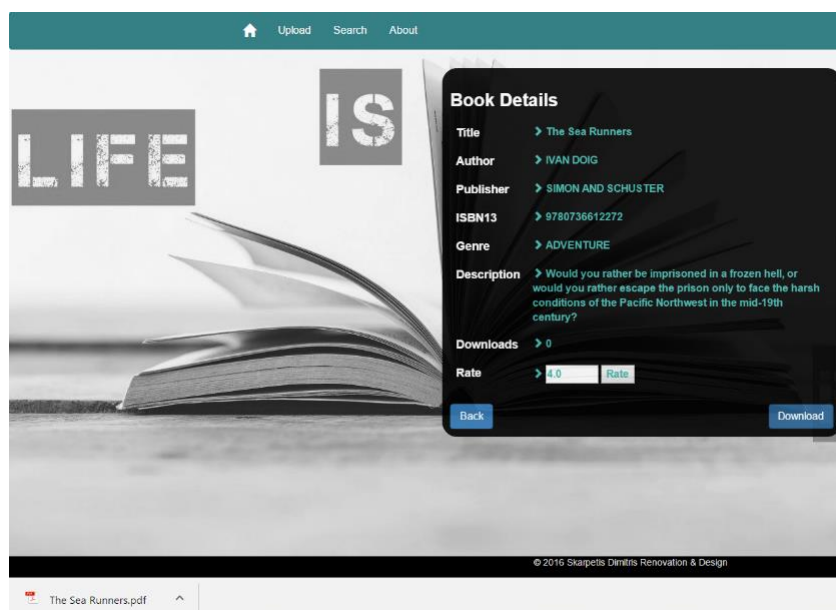 Upload Search About
LIFE
IS
Book Details
Title The Sea Runners
Author IVAN DOIG
Publisher SIMON AND SCHUSTER
ISBN13 9780736612272
Genre ADVENTURE
Description Would you rather be imprisoned in a frozen hell, or
would you rather escape the prison only to face the harsh
conditions of the Pacific Northwest in the mid-19th
century?
Downloads 0
Rate 4.0 Rate
Back Download
© 2016 Skarpetis Dimitris Renovation & Design
The Sea Runners.pdf